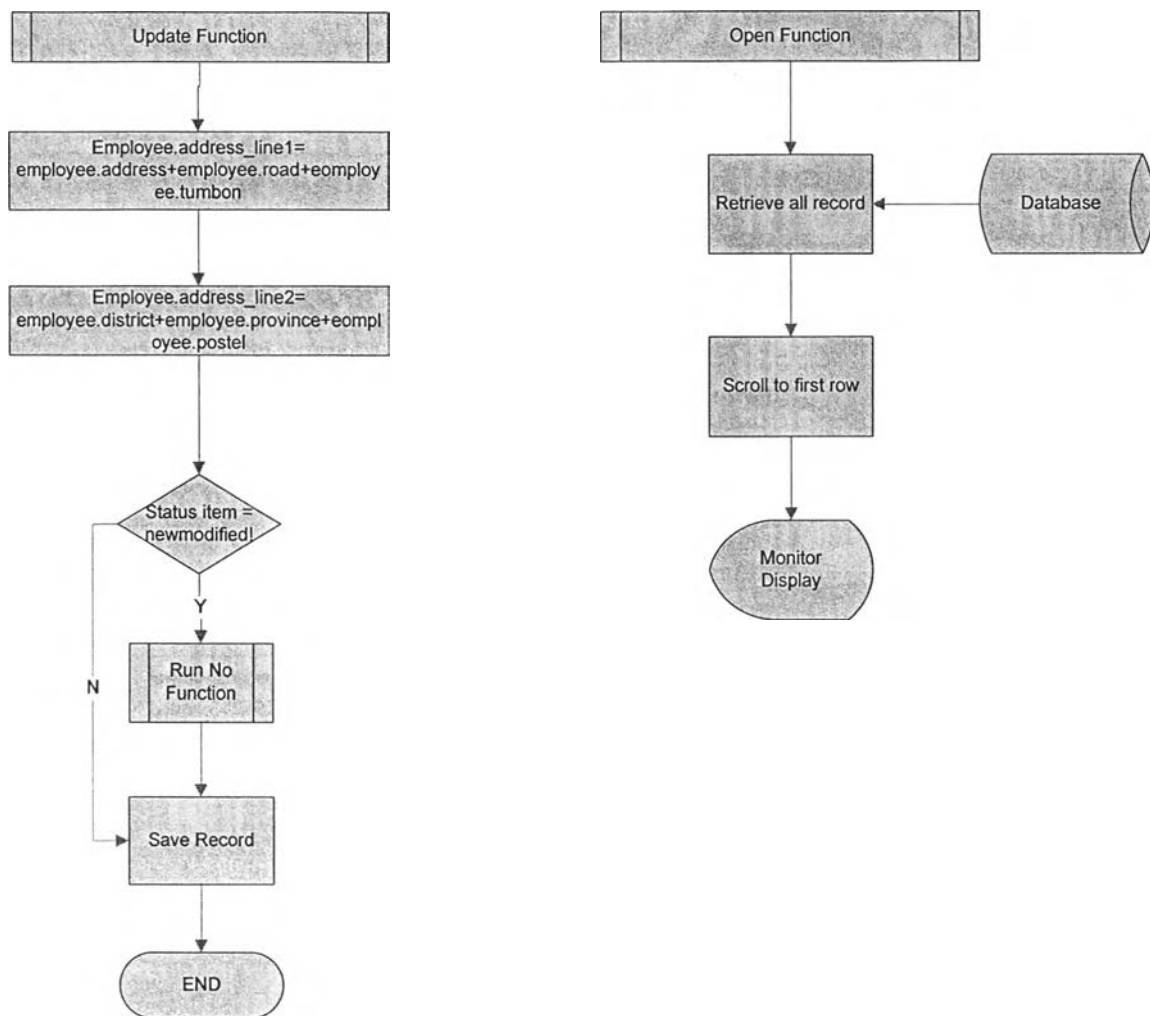 Update Function
Employee.address_line1=
employee.address+employee.road+eomploy
ee.tumbon
Employee.address_line2=
employee.district+employee.province+eompl
oyee.postel
Status item =
newmodified!
Y
N
Run No
Function
Save Record
END
Open Function
Retrieve all record
Database
Scroll to first row
Monitor
Display